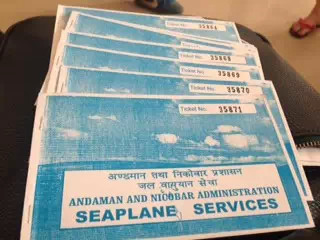 Ticket No.
Ticket No. 35868
Ticket No. 35869
Ticket No. 35870
Ticket No. 35871
अण्डमान तथा निकोबार प्रशासन
जल वायुयान सेवा
ANDAMAN AND NICOBAR ADMINISTRATION
SEAPLANE SERVICES